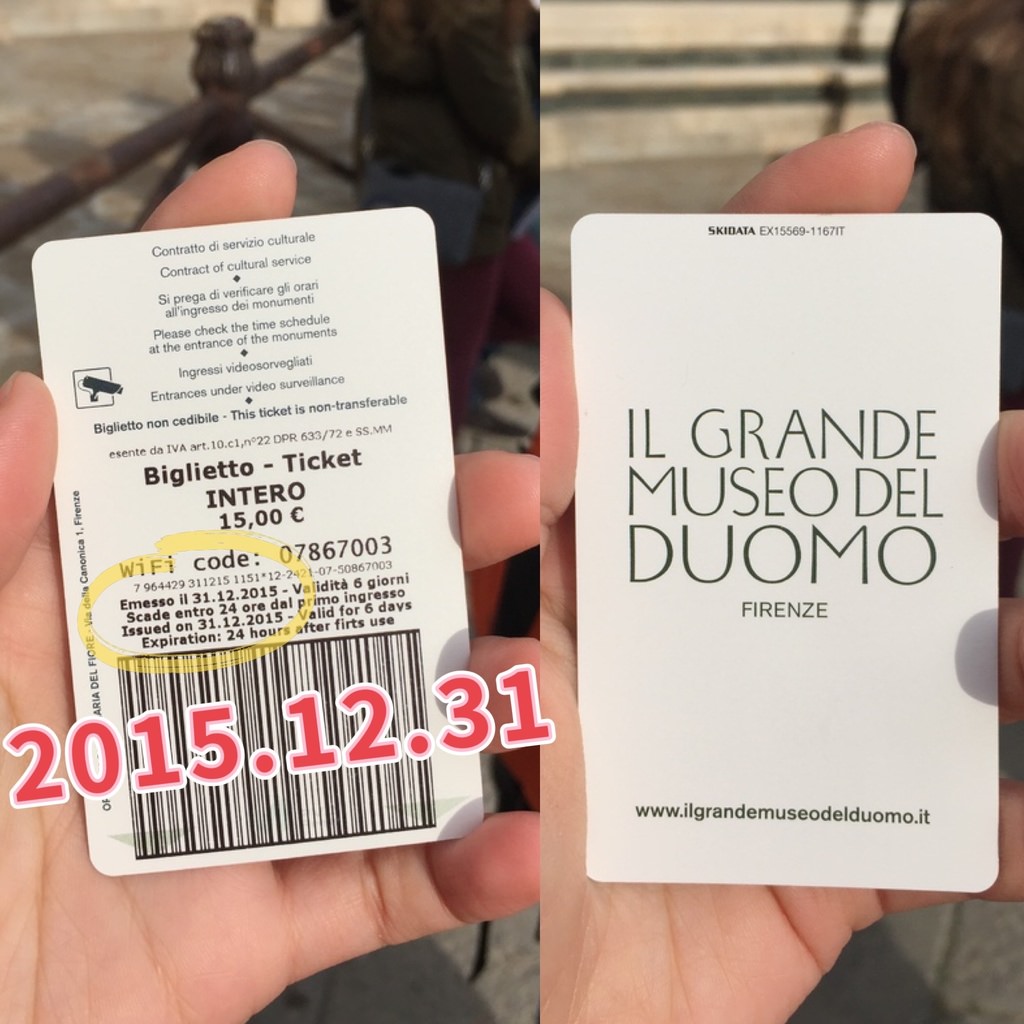 Contratto di servizio culturale
Contract of cultural service
Si prega di verificare gli orari
all'ingresso dei monumenti
Please check the time schedule
at the entrance of the monuments
Ingressi videosorvegliati
Entrances under video surveillance
Biglietto non cedibile - This ticket is non-transferable
esente da IVA art.10.c1,n°22 DPR 633/72 e SS.MM
Biglietto - Ticket
INTERO
15,00 €
WiFi code: 07867003
7 964429 311215 1151*12-2421-07-50867003
Emesso il 31.12.2015 - Validità 6 giorni
Scade entro 24 ore dal primo ingresso
Issued on 31.12.2015 - Valid for 6 days
Expiration: 24 hours after firts use
ARIA DEL FIORE - Via della Canonica 1, Firenze
2015.12.31
SKIDATA EX15569-1167IT
IL GRANDE
MUSEO DEL
DUOMO
FIRENZE
www.ilgrandemuseodelduomo.it